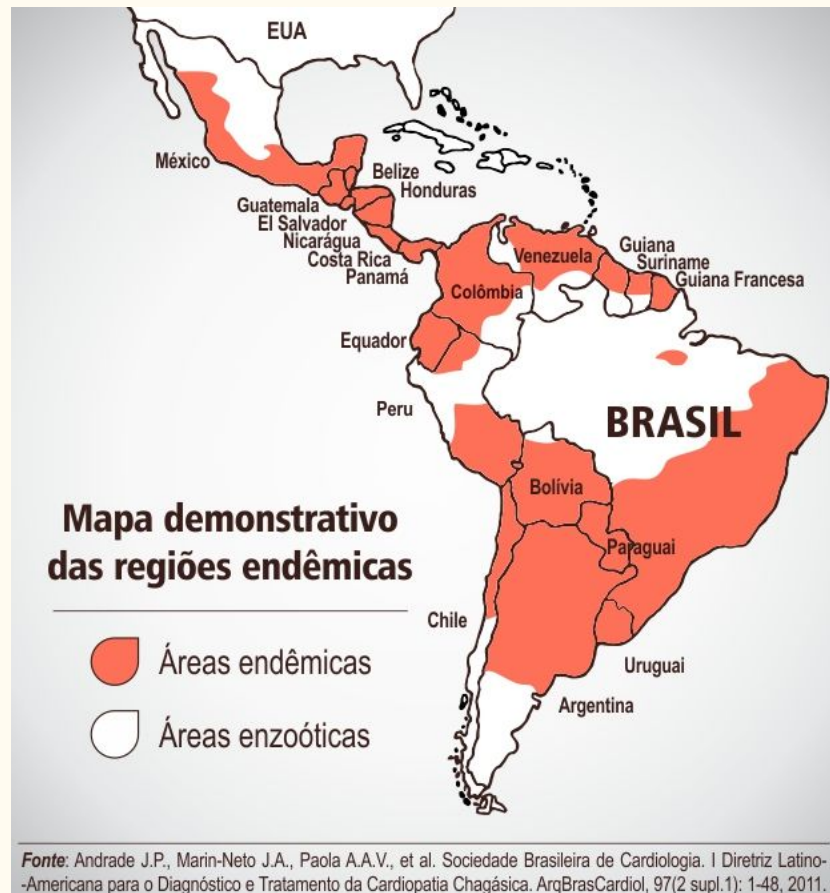 EUA
México
Belize
Honduras
Guatemala
El Salvador
Nicarágua
Costa Rica
Panamá
Venezuela
Guiana
Suriname
Guiana Francesa
Colômbia
Equador
Peru
BRASIL
Bolívia
Paraguai
Chile
Uruguai
Argentina
Mapa demonstrativo
das regiões endêmicas
Áreas endêmicas
Áreas enzoóticas
Fonte: Andrade J.P., Marin-Neto J.A., Paola A.A.V., et al. Sociedade Brasileira de Cardiologia. I Diretriz Latino-
-Americana para o Diagnóstico e Tratamento da Cardiopatia Chagásica. ArqBrasCardiol, 97(2 supl.1): 1-48, 2011.